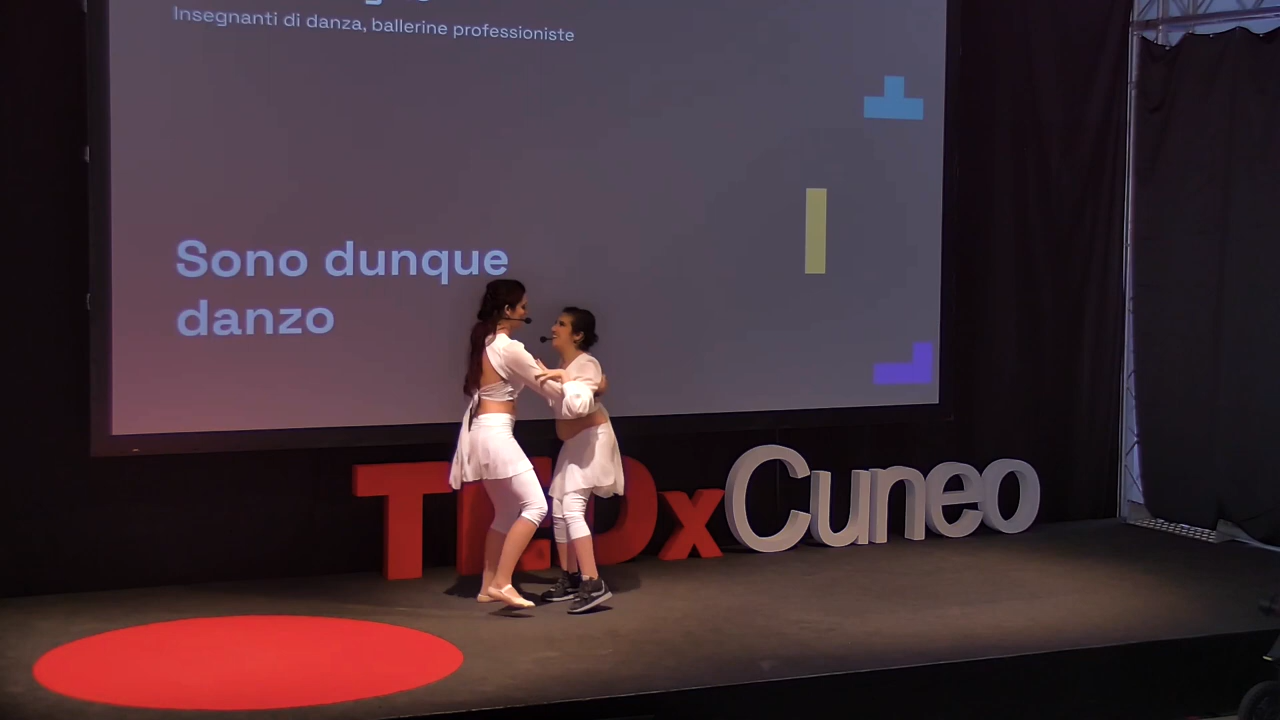 Insegnanti di danza, ballerine professioniste
Sono dunque
danzo
TEDxCuneo